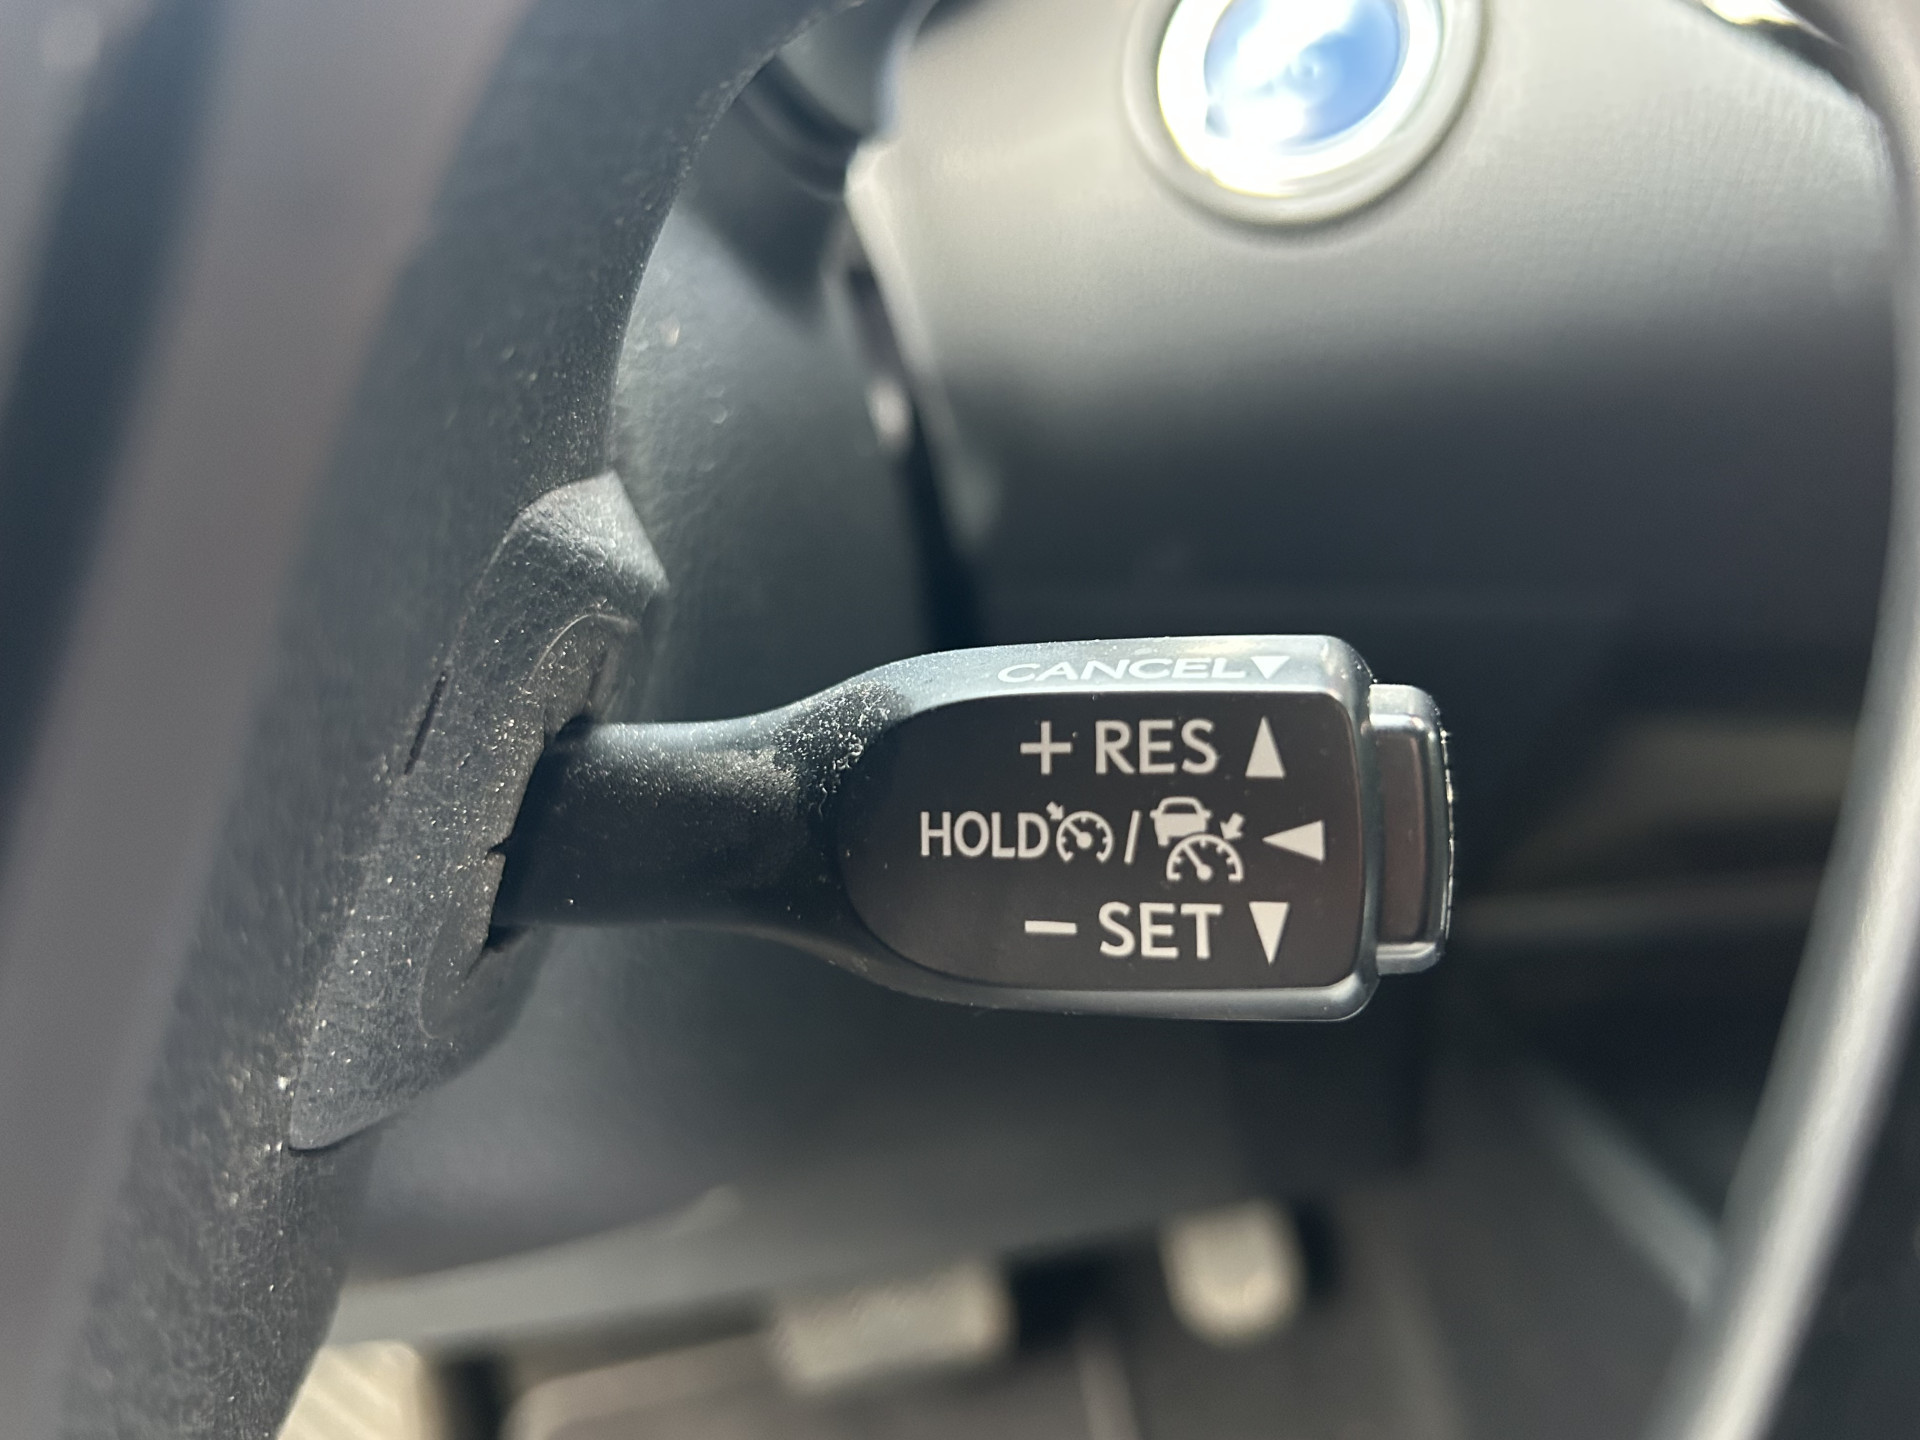 CANCEL▼
+ RES ▲
HOLD / ◀
− SET ▼